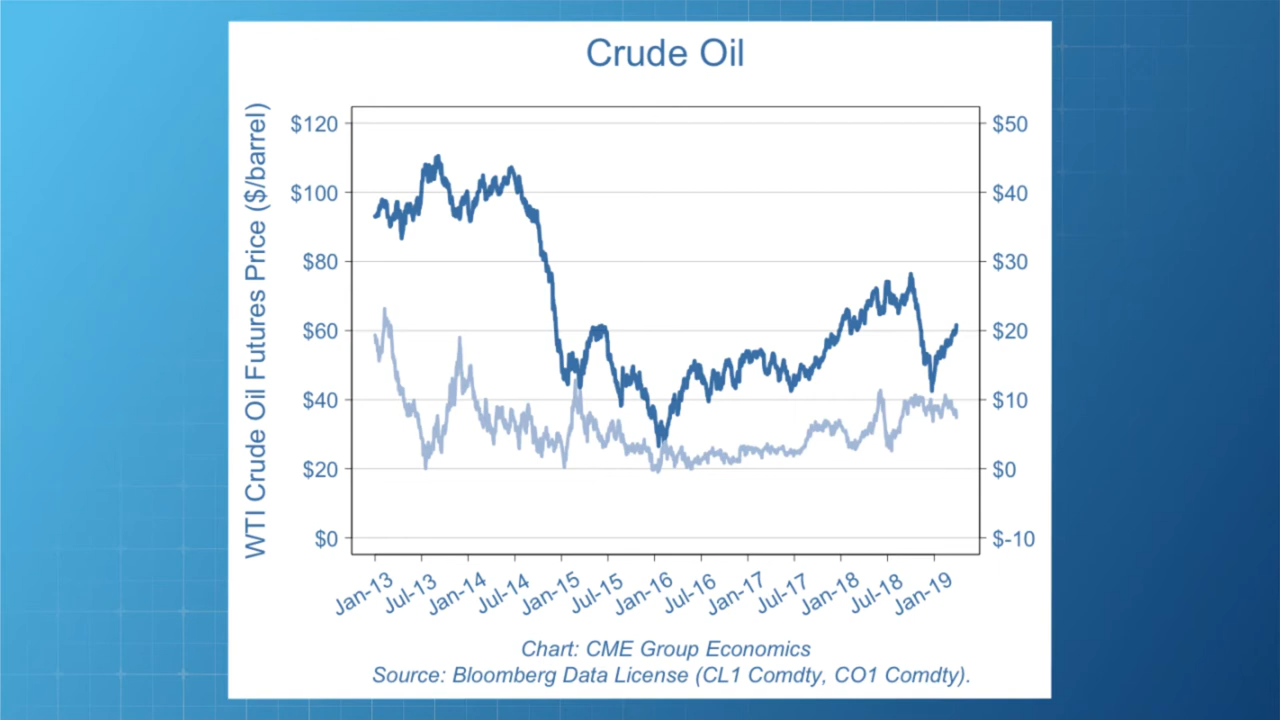 Crude Oil
WTI Crude Oil Futures Price ($/barrel)
$120
$100
$80
$60
$40
$20
$0
$50
$40
$30
$20
$10
$0
$-10
Jan-13
Jul-13
Jan-14
Jul-14
Jan-15
Jul-15
Jan-16
Jul-16
Jan-17
Jul-17
Jan-18
Jul-18
Jan-19
Chart: CME Group Economics
Source: Bloomberg Data License (CL1 Comdty, CO1 Comdty).